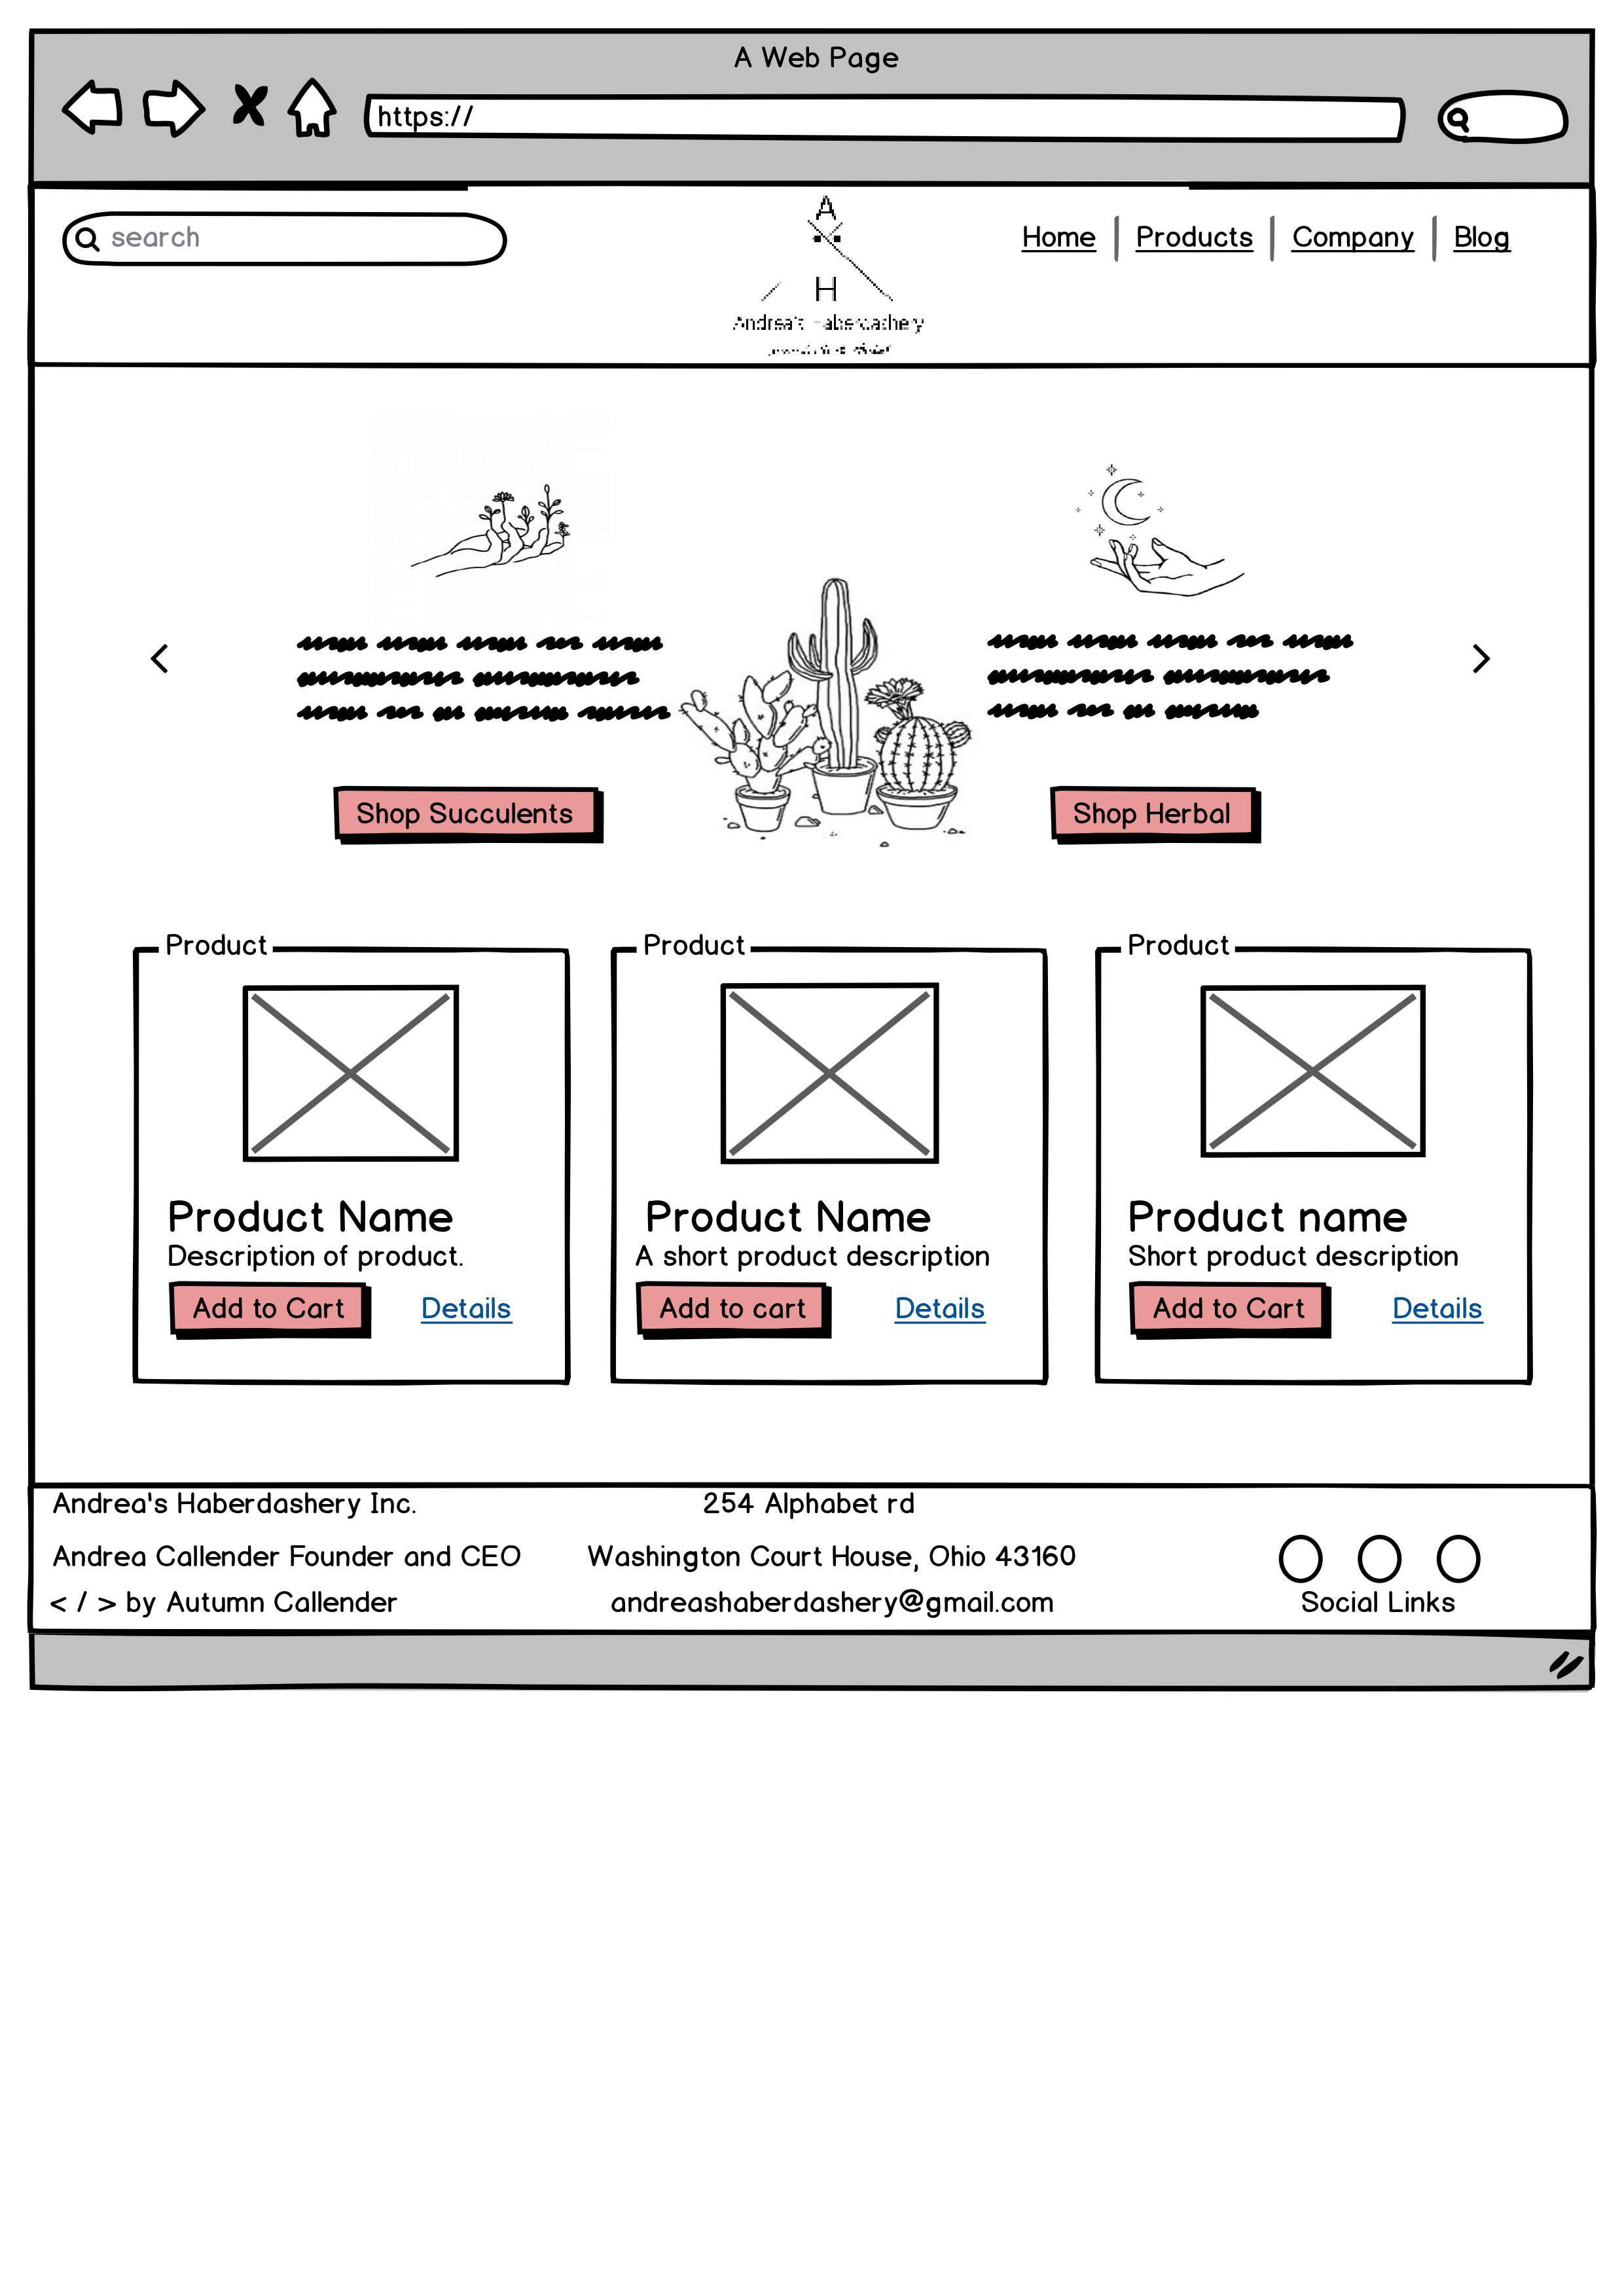 A Web Page
https://
search
A
H
Home Products Company Blog
Andrea's Haberdashery
Shop Succulents
Shop Herbal
Product
Product Name
Description of product.
Add to Cart Details
Product
Product Name
A short product description
Add to cart Details
Product
Product name
Short product description
Add to Cart Details
Andrea's Haberdashery Inc.
Andrea Callender Founder and CEO
< / > by Autumn Callender
254 Alphabet rd
Washington Court House, Ohio 43160
andreashaberdashery@gmail.com
Social Links